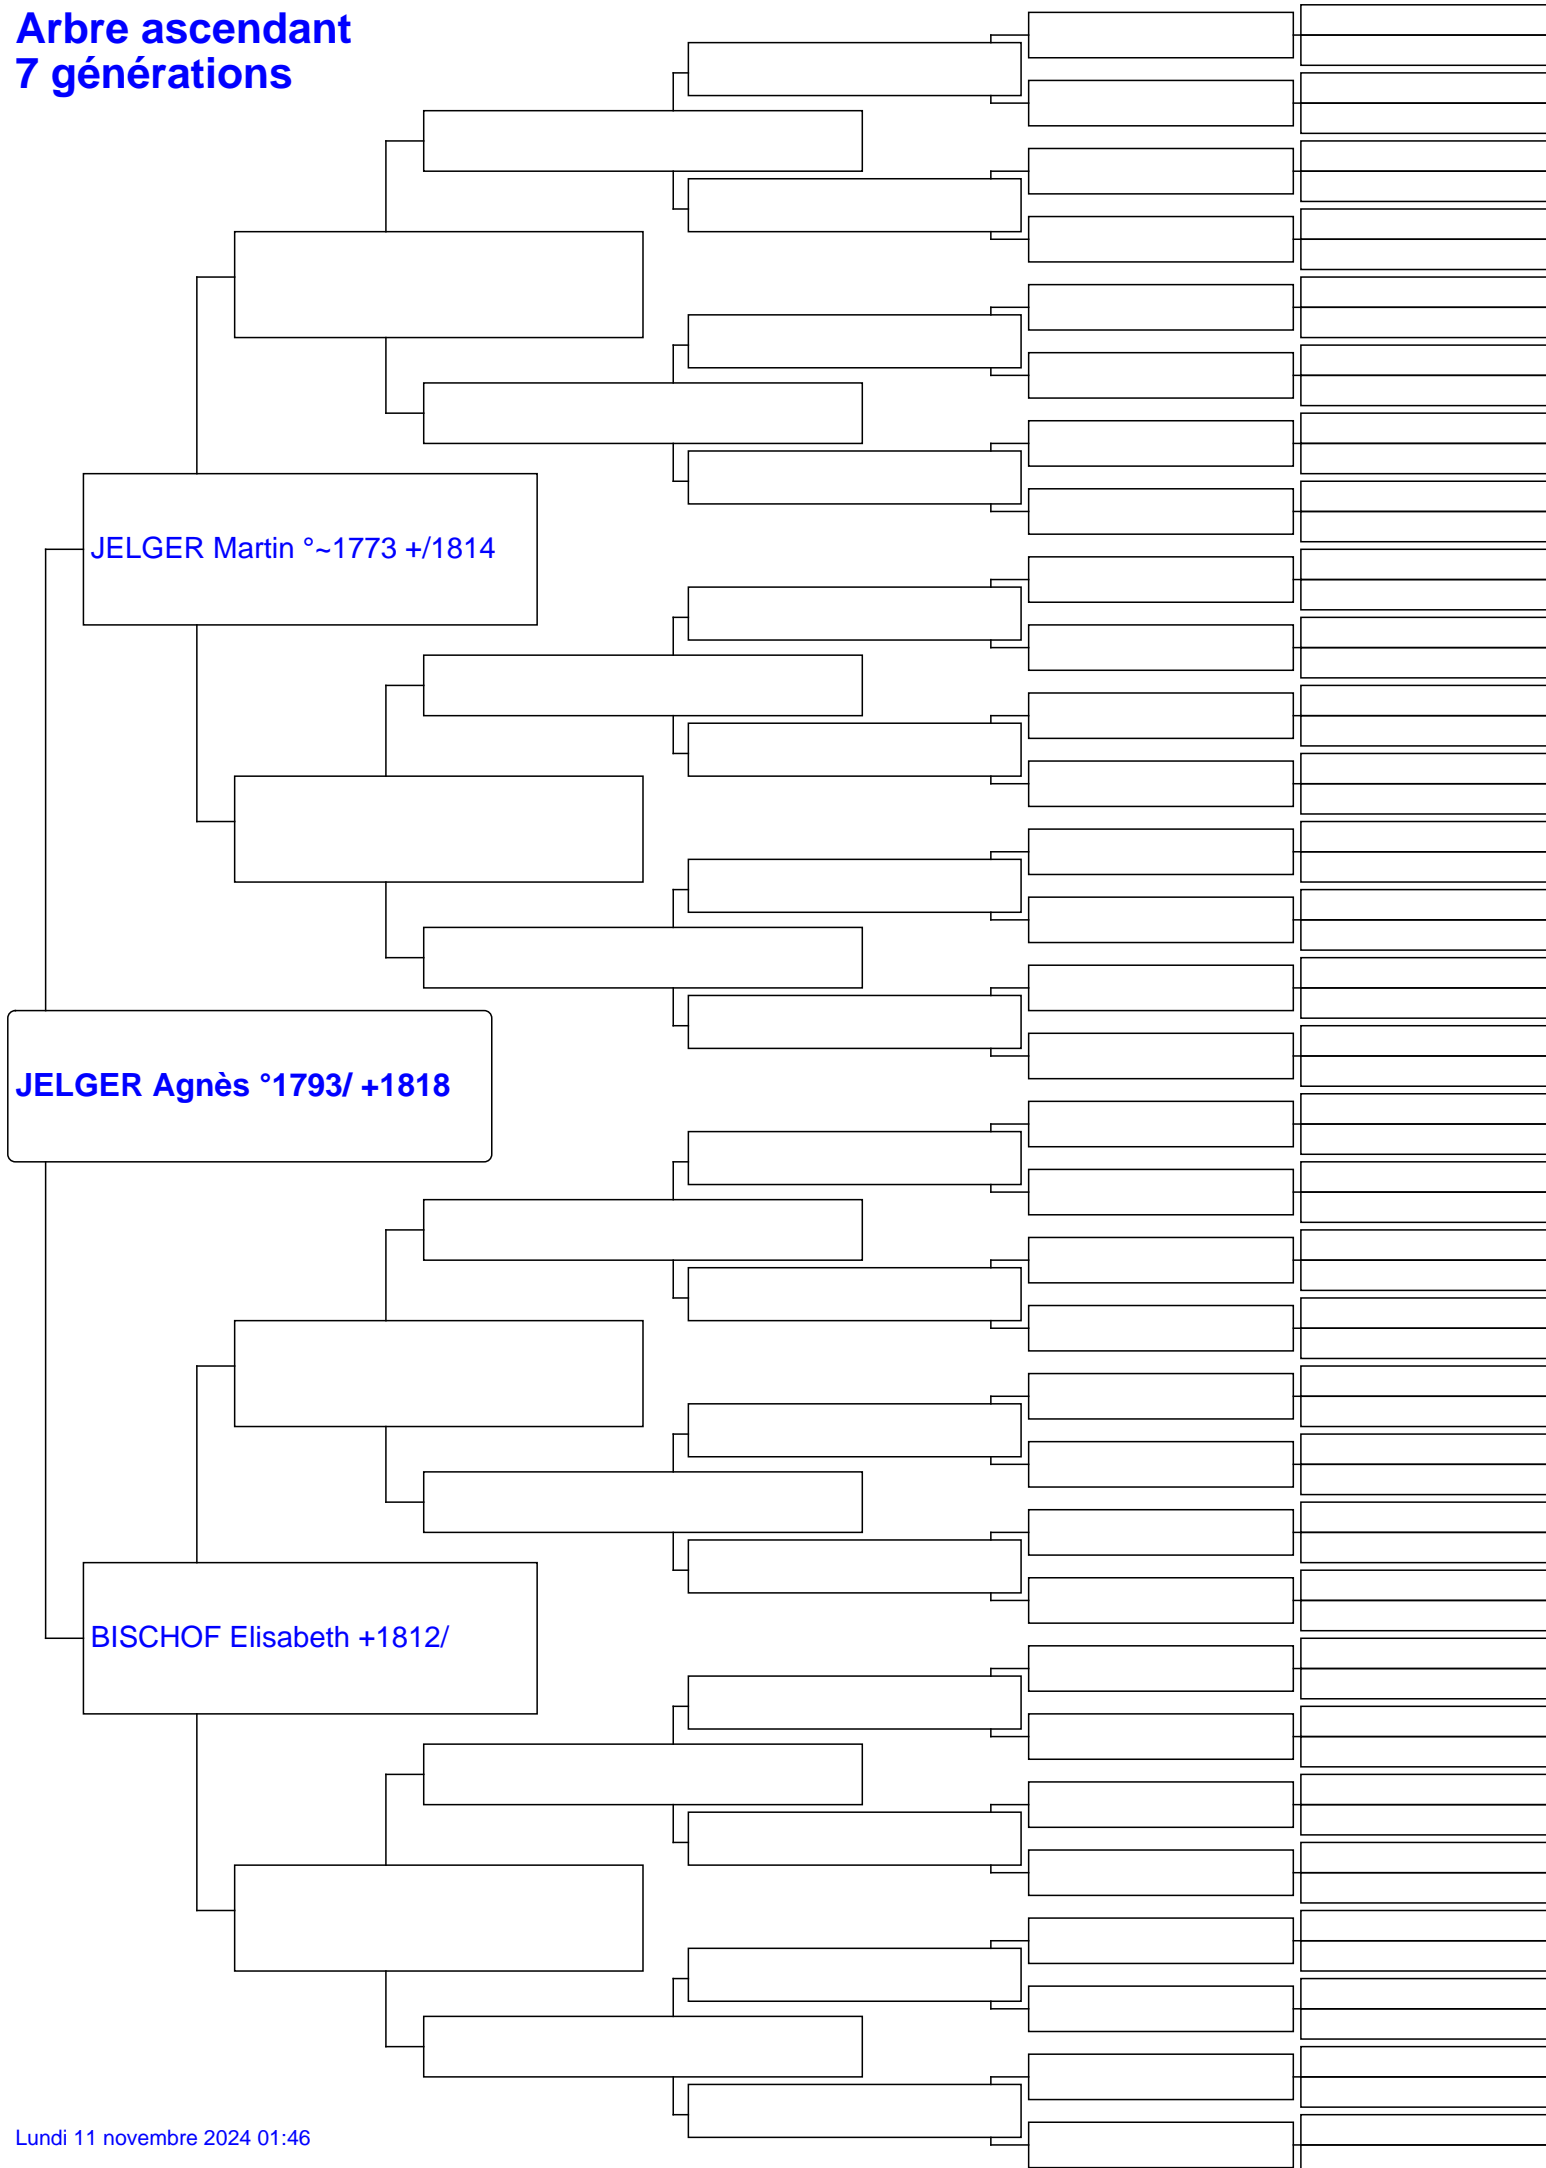 Arbre ascendant
7 générations
JELGER Martin °~1773 +/1814
JELGER Agnès °1793/ +1818
BISCHOF Elisabeth +1812/
Lundi 11 novembre 2024 01:46